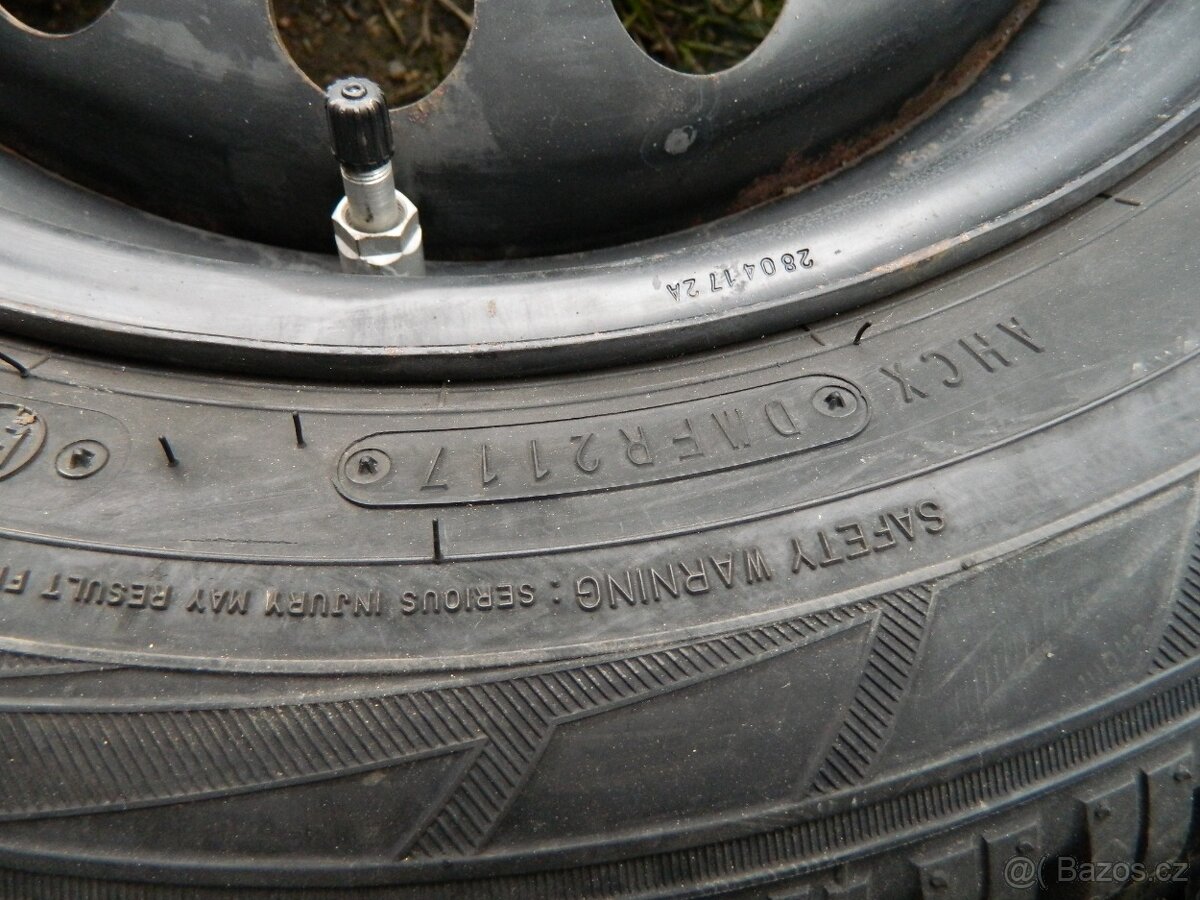 280417 2A
AHCX DMFR2117
SAFETY WARNING : SERIOUS INJURY MAY RESULT
@( Bazos.cz